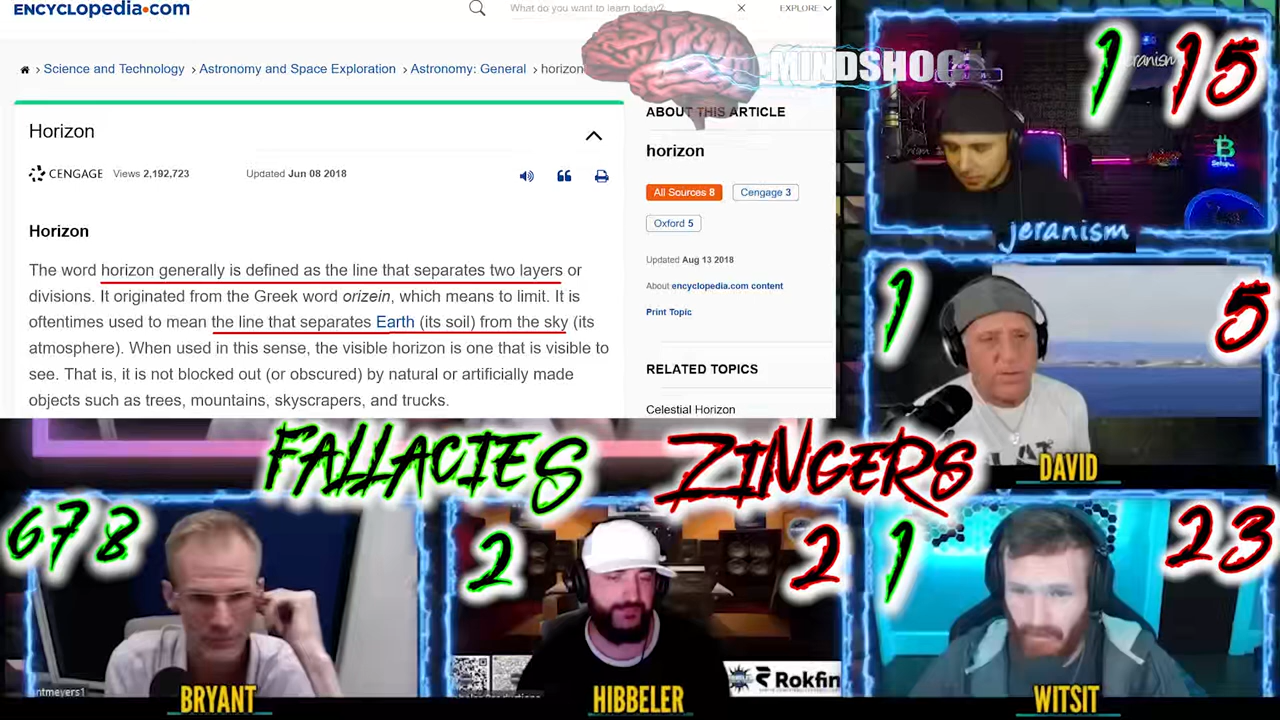 ENCYCLOpedia.com
What do you want to learn today?
EXPLORE
Science and Technology > Astronomy and Space Exploration > Astronomy: General > horizon
Horizon
CENGAGE Views 2,192,723 Updated Jun 08 2018
Horizon
The word horizon generally is defined as the line that separates two layers or
divisions. It originated from the Greek word orizein, which means to limit. It is
oftentimes used to mean the line that separates Earth (its soil) from the sky (its
atmosphere). When used in this sense, the visible horizon is one that is visible to
see. That is, it is not blocked out (or obscured) by natural or artificially made
objects such as trees, mountains, skyscrapers, and trucks.
ABOUT THIS ARTICLE
horizon
All Sources 8
Cengage 3
Oxford 5
Updated Aug 13 2018
About encyclopedia.com content
Print Topic
RELATED TOPICS
Celestial Horizon
1 15
jeranism
1 5
DAVID
FALLACIES ZINGERS
678
BRYANT
2 2
Rokfin
HIBBELER
1 23
WITSIT